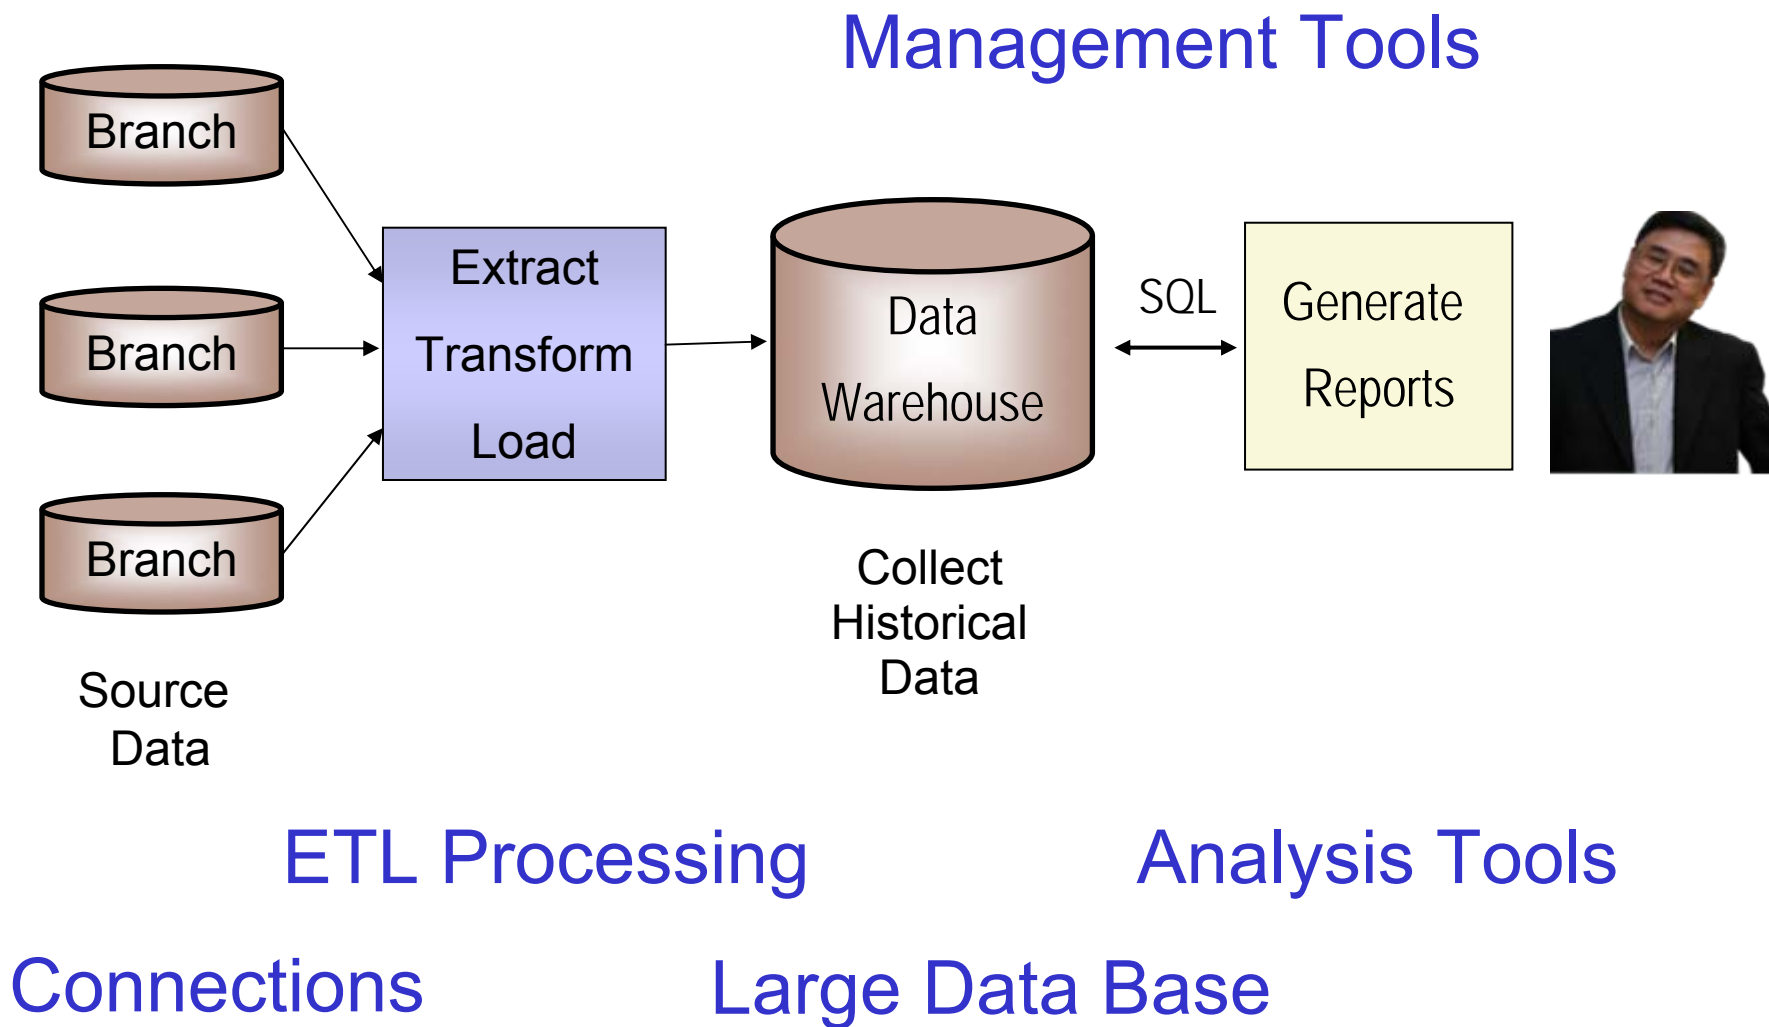 Management Tools
Branch
Branch
Branch
Source
Data
Extract
Transform
Load
Data
Warehouse
Collect
Historical
Data
SQL
Generate
Reports
ETL Processing
Analysis Tools
Connections
Large Data Base